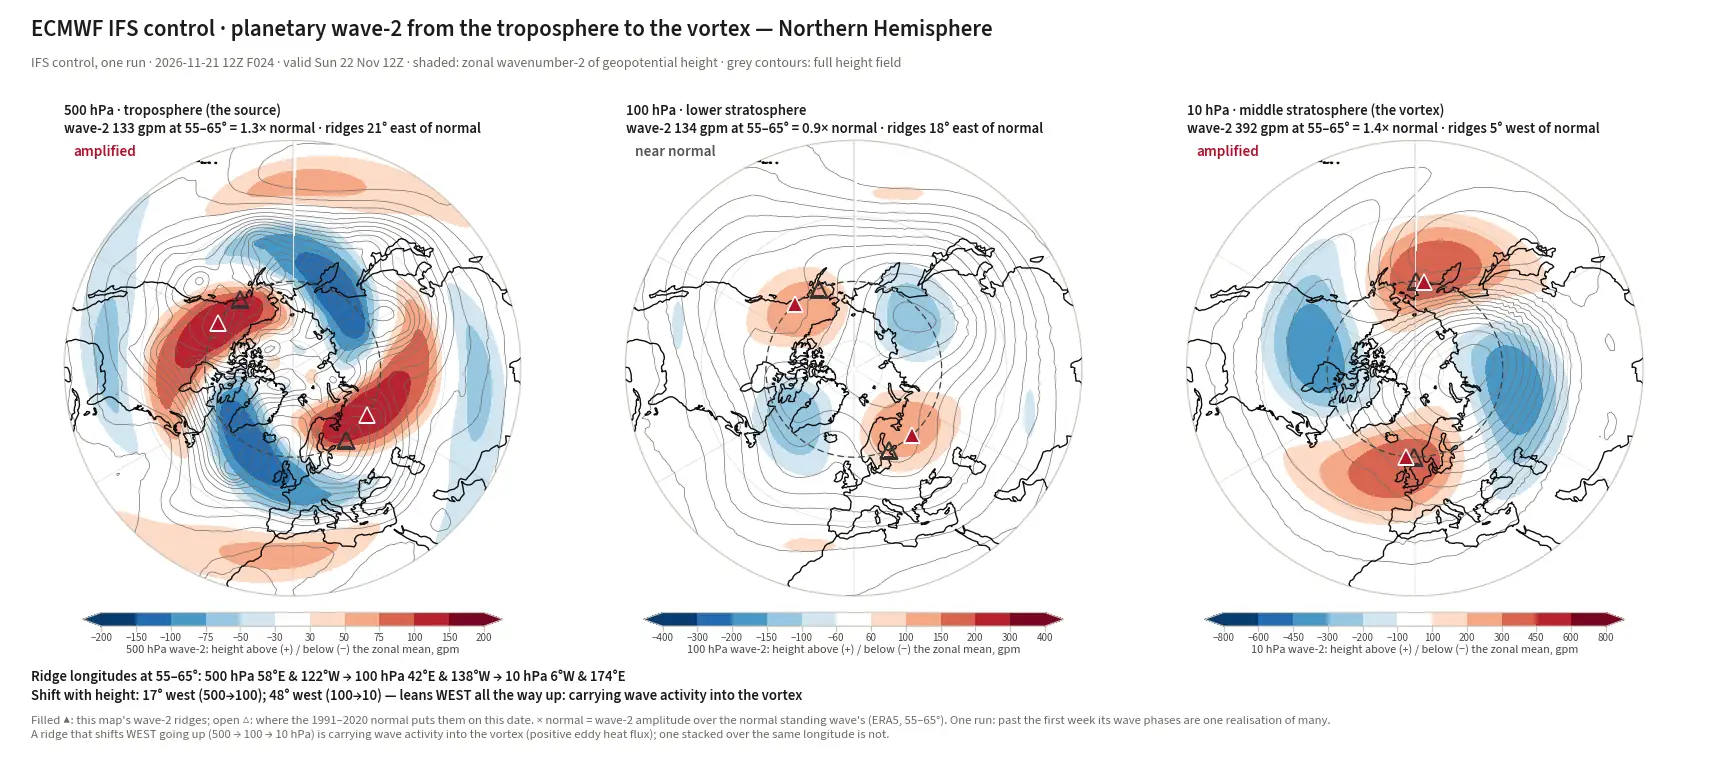 ECMWF IFS control · planetary wave-2 from the troposphere to the vortex — Northern Hemisphere
IFS control, one run · 2026-11-21 12Z F024 · valid Sun 22 Nov 12Z · shaded: zonal wavenumber-2 of geopotential height · grey contours: full height field
500 hPa · troposphere (the source)
wave-2 133 gpm at 55–65° = 1.3× normal · ridges 21° east of normal
amplified
100 hPa · lower stratosphere
wave-2 134 gpm at 55–65° = 0.9× normal · ridges 18° east of normal
near normal
10 hPa · middle stratosphere (the vortex)
wave-2 392 gpm at 55–65° = 1.4× normal · ridges 5° west of normal
amplified
−200 −150 −100 −75 −50 −30 30 50 75 100 150 200
500 hPa wave-2: height above (+) / below (−) the zonal mean, gpm
−400 −300 −200 −150 −100 −60 60 100 150 200 300 400
100 hPa wave-2: height above (+) / below (−) the zonal mean, gpm
−800 −600 −450 −300 −200 −100 100 200 300 450 600 800
10 hPa wave-2: height above (+) / below (−) the zonal mean, gpm
Ridge longitudes at 55–65°: 500 hPa 58°E & 122°W → 100 hPa 42°E & 138°W → 10 hPa 6°W & 174°E
Shift with height: 17° west (500→100); 48° west (100→10) — leans WEST all the way up: carrying wave activity into the vortex
Filled ▲: this map's wave-2 ridges; open △: where the 1991–2020 normal puts them on this date. × normal = wave-2 amplitude over the normal standing wave's (ERA5, 55–65°). One run: past the first week its wave phases are one realisation of many.
A ridge that shifts WEST going up (500 → 100 → 10 hPa) is carrying wave activity into the vortex (positive eddy heat flux); one stacked over the same longitude is not.